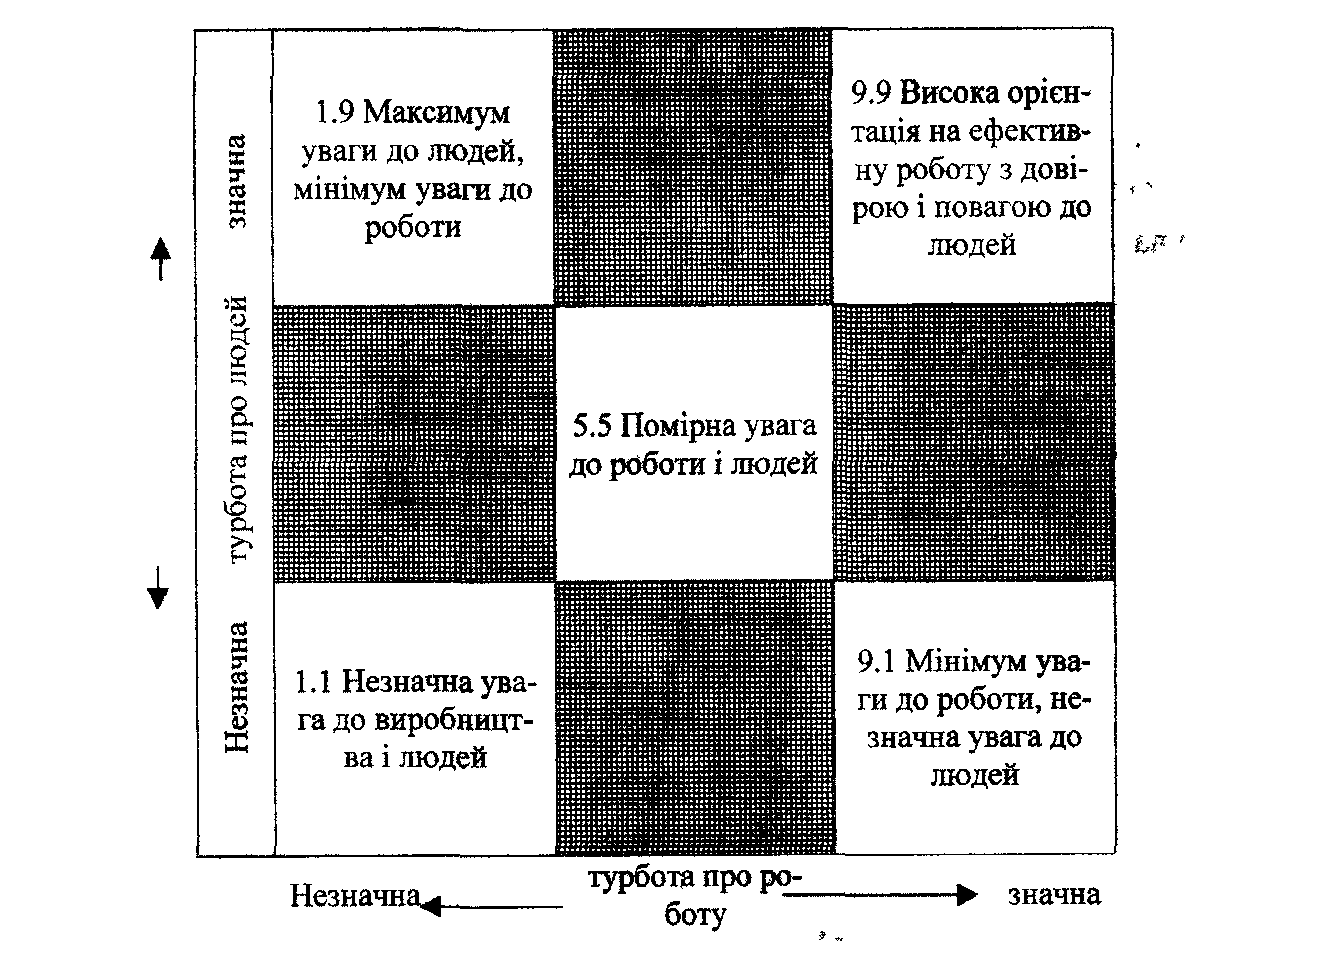 1.9 Максимум
уваги до людей,
мінімум уваги до
роботи
9.9 Висока орієн-
тація на ефектив-
ну роботу з дові-
рою і повагою до
людей
5.5 Помірна увага
до роботи і людей
1.1 Незначна ува-
га до виробницт-
ва і людей
9.1 Мінімум ува-
ги до роботи, не-
значна увага до
людей
Незначна турбота про людей значна
Незначна
турбота про ро-
боту
значна